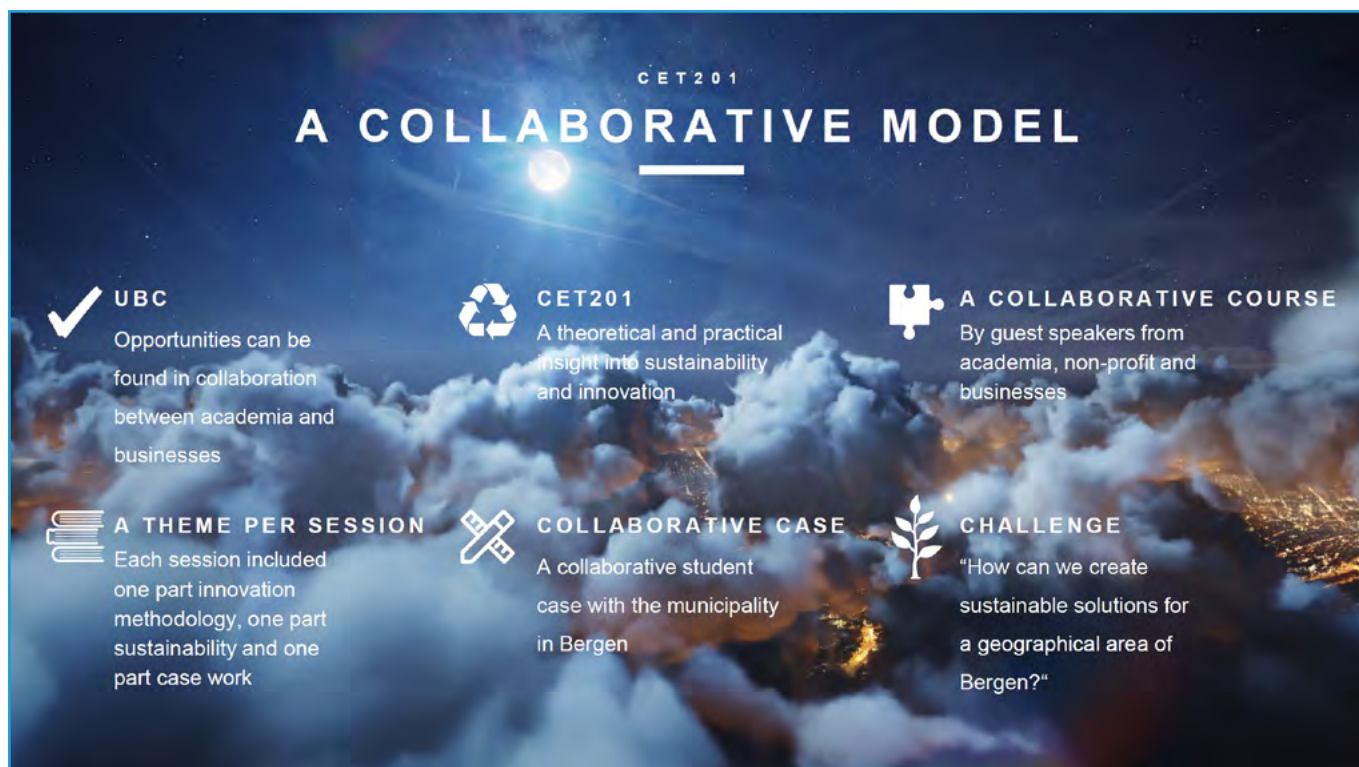 CET201
A COLLABORATIVE MODEL
UBC
Opportunities can be
found in collaboration
between academia and
businesses
CET201
A theoretical and practical
insight into sustainability
and innovation
A COLLABORATIVE COURSE
By guest speakers from
academia, non-profit and
businesses
A THEME PER SESSION
Each session included
one part innovation
methodology, one part
sustainability and one
part case work
COLLABORATIVE CASE
A collaborative student
case with the municipality
in Bergen
CHALLENGE
“How can we create
sustainable solutions for
a geographical area of
Bergen?“